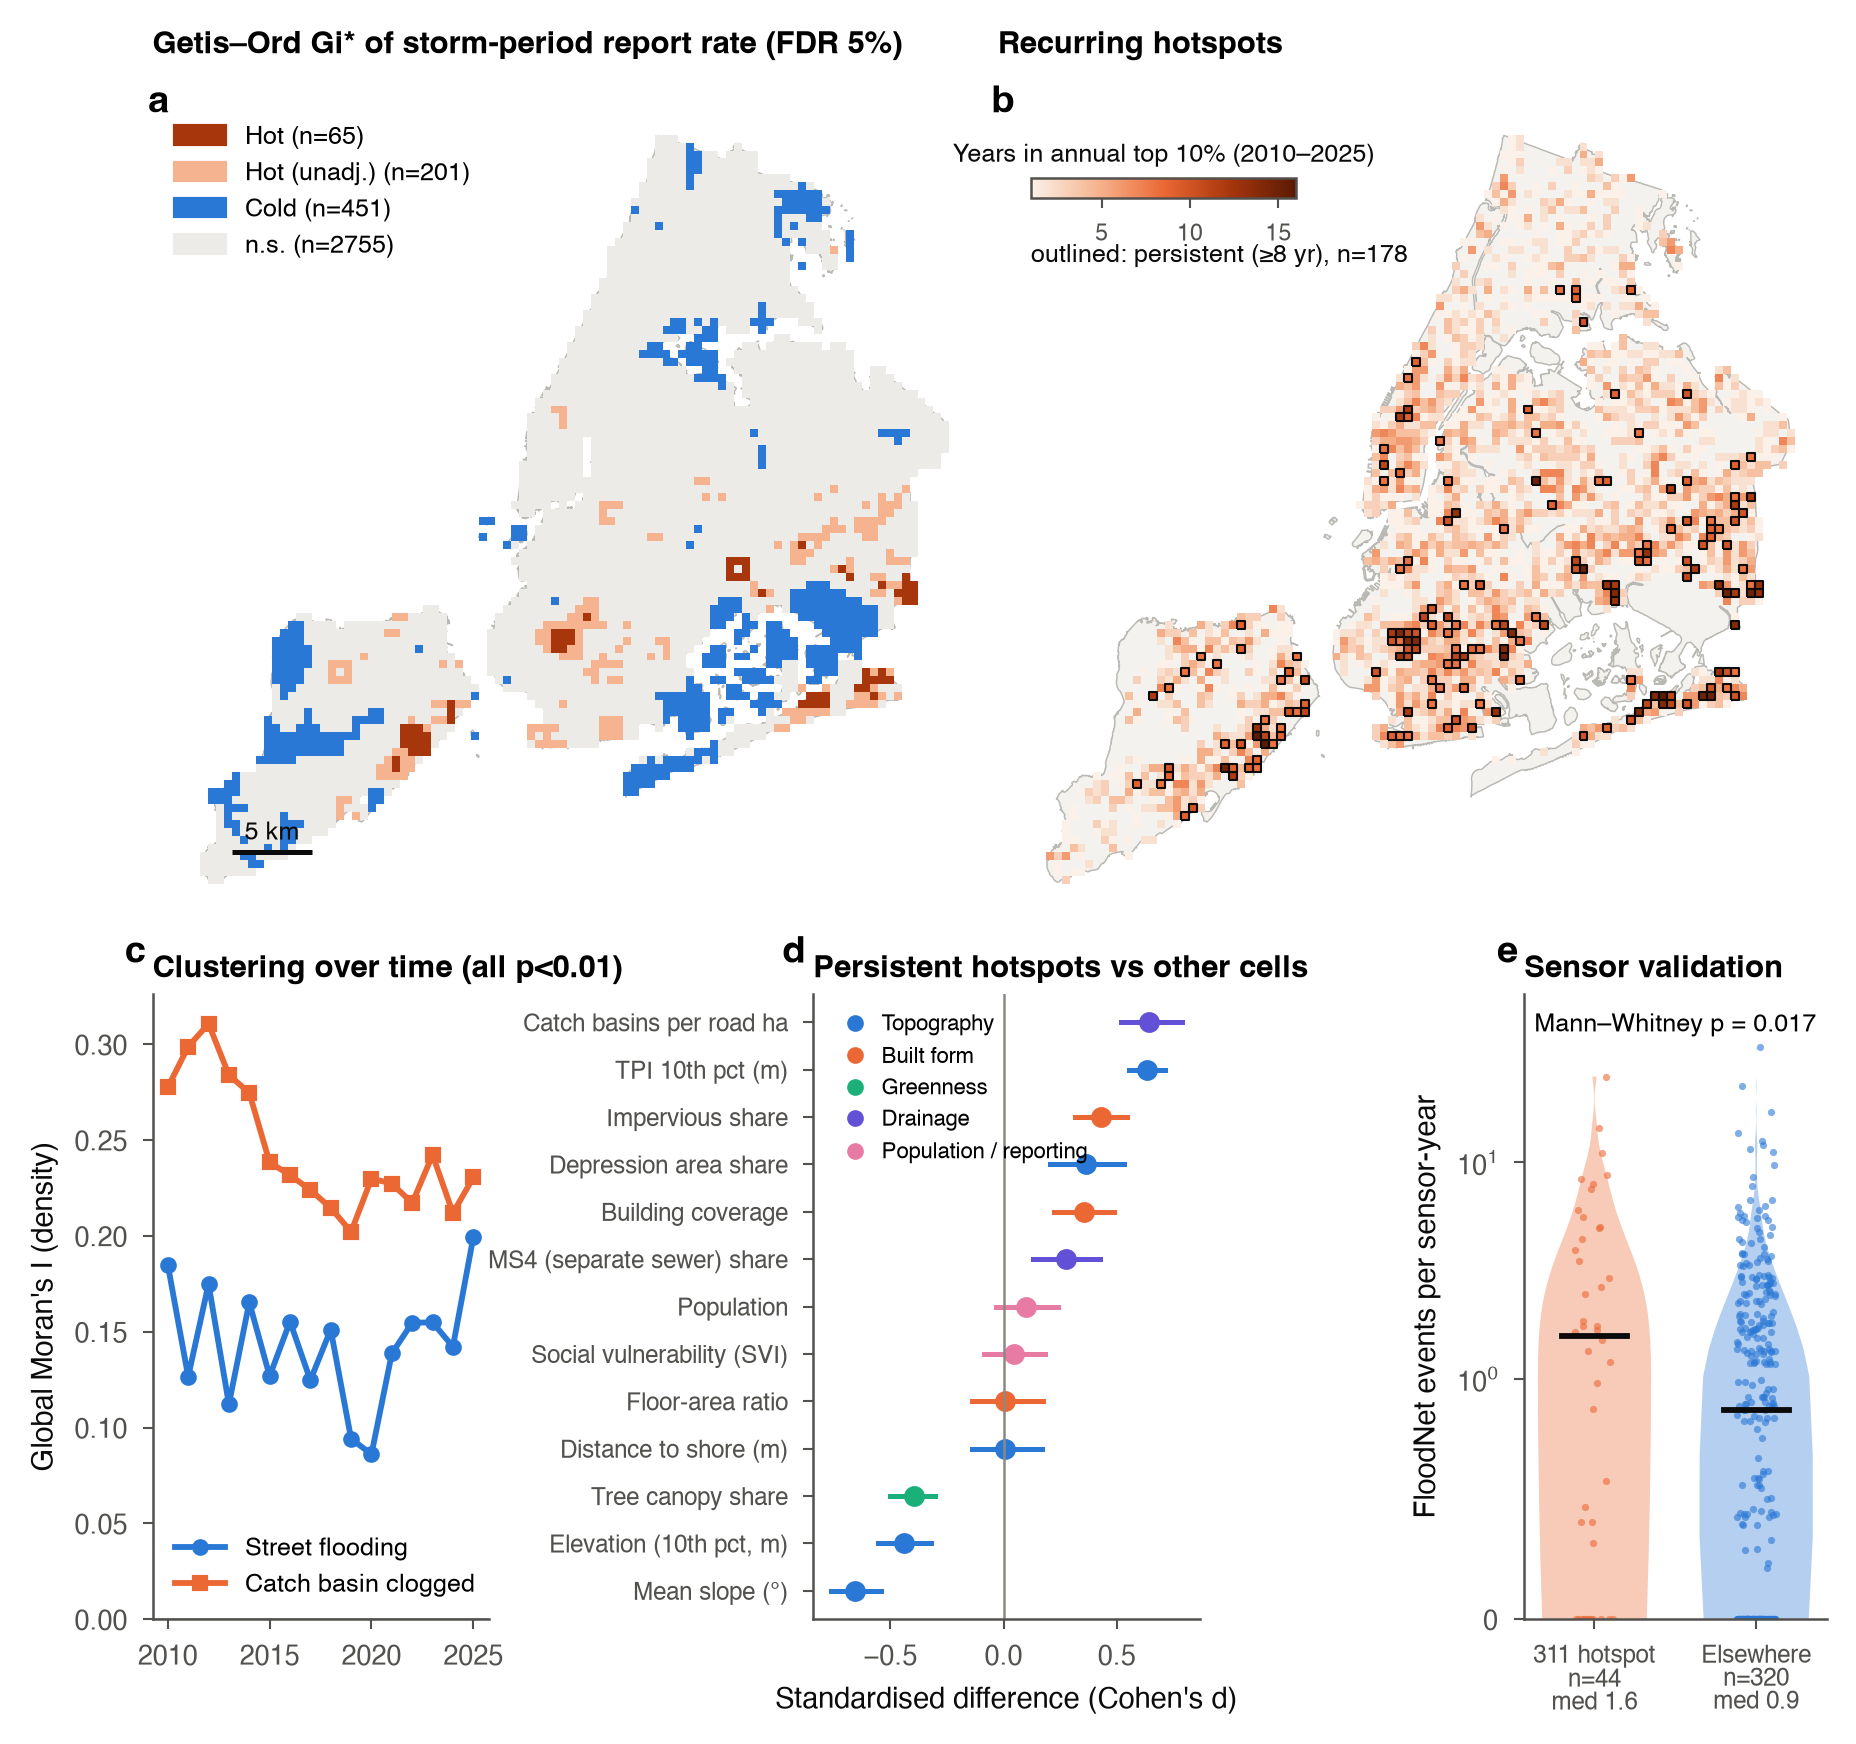 Getis–Ord Gi* of storm-period report rate (FDR 5%)
a
Hot (n=65)
Hot (unadj.) (n=201)
Cold (n=451)
n.s. (n=2755)
5 km
Recurring hotspots
b
Years in annual top 10% (2010–2025)
5 10 15
outlined: persistent (≥8 yr), n=178
c
Clustering over time (all p<0.01)
Global Moran's I (density)
0.30
0.25
0.20
0.15
0.10
0.05
0.00
Street flooding
Catch basin clogged
2010 2015 2020 2025
d
Persistent hotspots vs other cells
Topography
Built form
Greenness
Drainage
Population / reporting
Catch basins per road ha
TPI 10th pct (m)
Impervious share
Depression area share
Building coverage
MS4 (separate sewer) share
Population
Social vulnerability (SVI)
Floor-area ratio
Distance to shore (m)
Tree canopy share
Elevation (10th pct, m)
Mean slope (°)
−0.5 0.0 0.5
Standardised difference (Cohen's d)
e
Sensor validation
Mann–Whitney p = 0.017
FloodNet events per sensor-year
10¹
10⁰
0
311 hotspot
n=44
med 1.6
Elsewhere
n=320
med 0.9